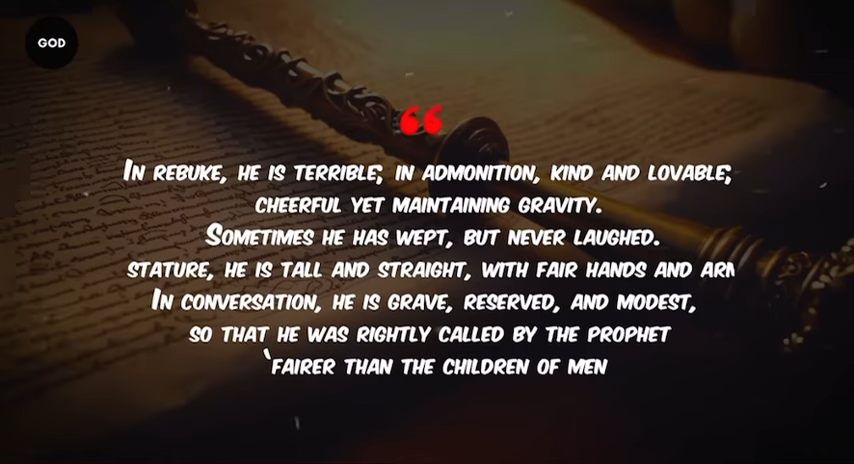 GOD
“
In rebuke, he is terrible; in admonition, kind and lovable;
cheerful yet maintaining gravity.
Sometimes he has wept, but never laughed.
stature, he is tall and straight, with fair hands and
In conversation, he is grave, reserved, and modest,
so that he was rightly called by the prophet
‘fairer than the children of men